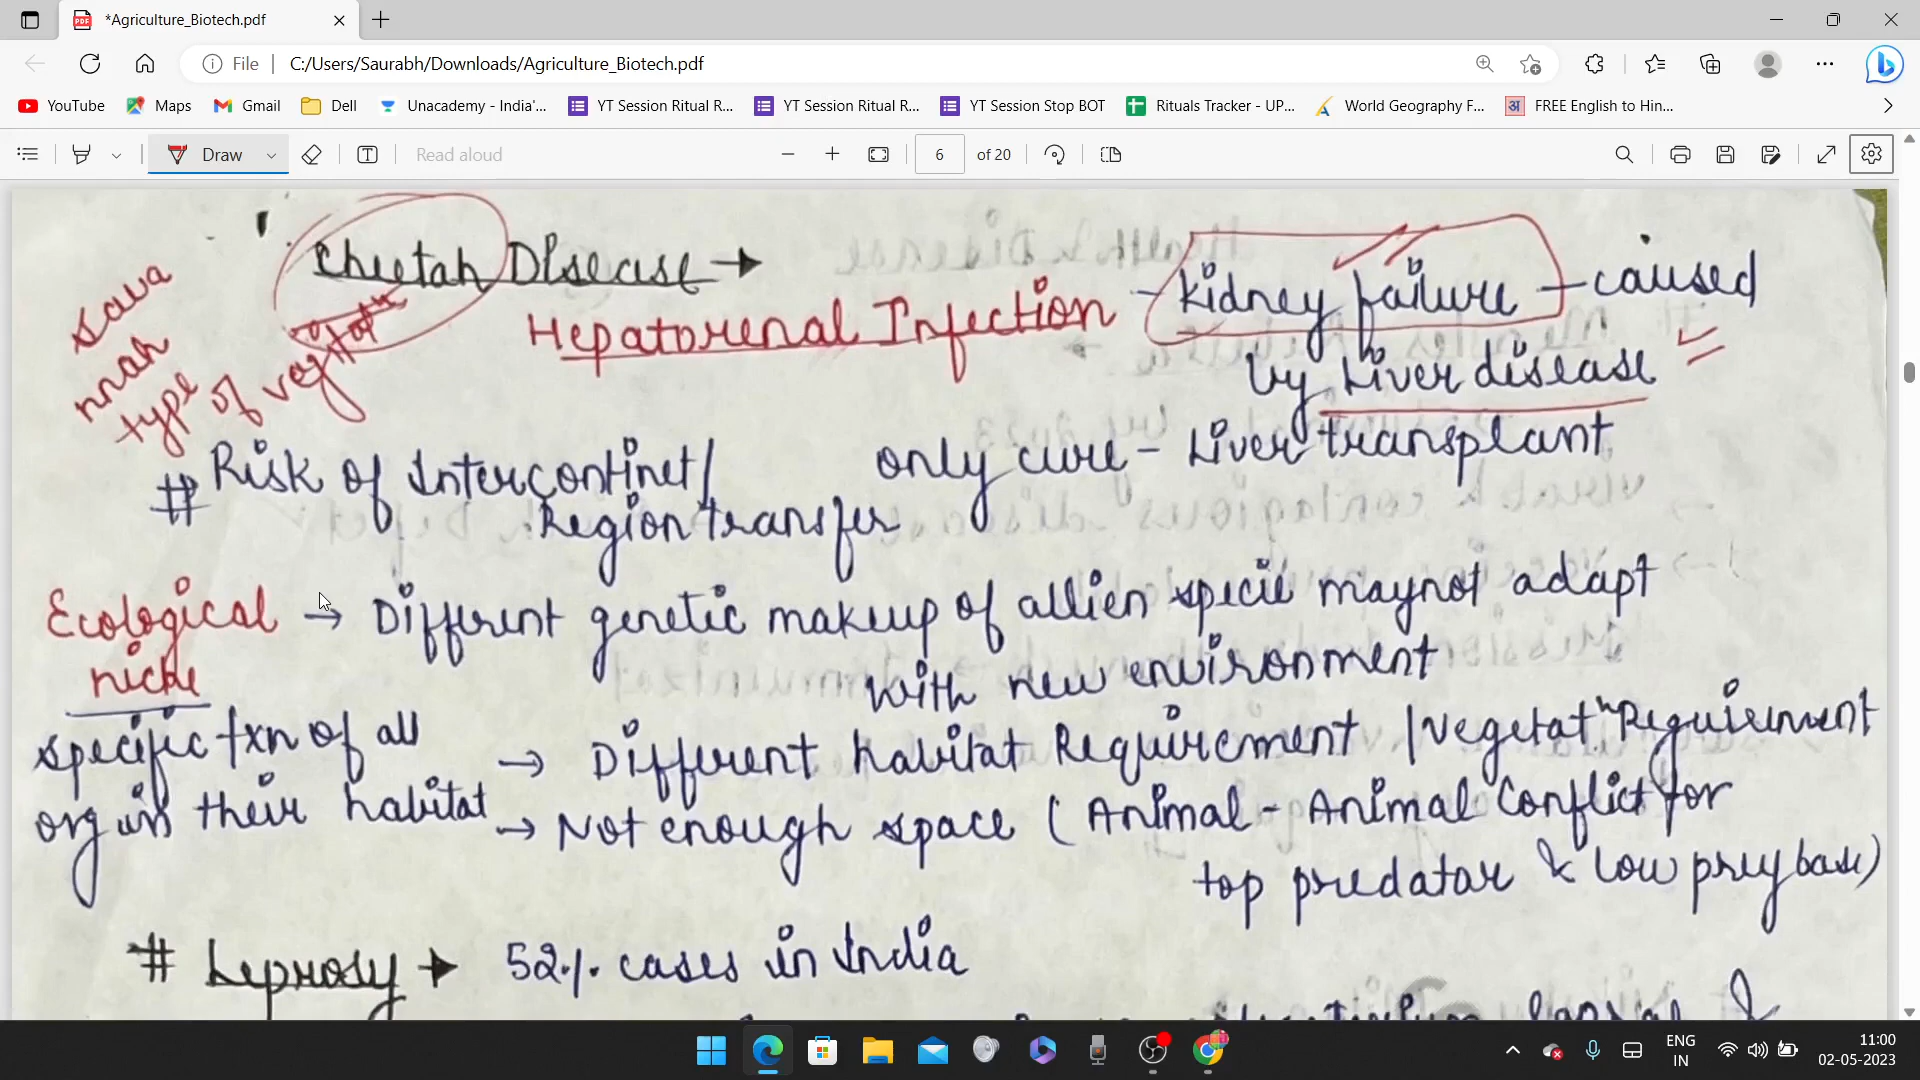 *Agriculture_Biotech.pdf
File C:/Users/Saurabh/Downloads/Agriculture_Biotech.pdf
YouTube Maps Gmail Dell Unacademy - India'... YT Session Ritual R... YT Session Ritual R... YT Session Stop BOT Rituals Tracker - UP... World Geography F... FREE English to Hin...
Draw Read aloud 6 of 20
Cheetah Disease →
Hepatorenal Infection - Kidney failure - caused
by Liver disease
sava
nnah
type of vegtatn
only cure - Liver transplant
# Risk of Intercontinet/
Region transfer
Ecological → Different genetic makeup of allien specie maynot adapt
niche with new environment
specific fxn of all → Different habitat Requirement / Vegetatn Requirement
org in their habitat → Not enough space (Animal - Animal Conflict for
top predator & low prey base)
# Leprosy → 52% cases in India
ENG
IN
11:00
02-05-2023